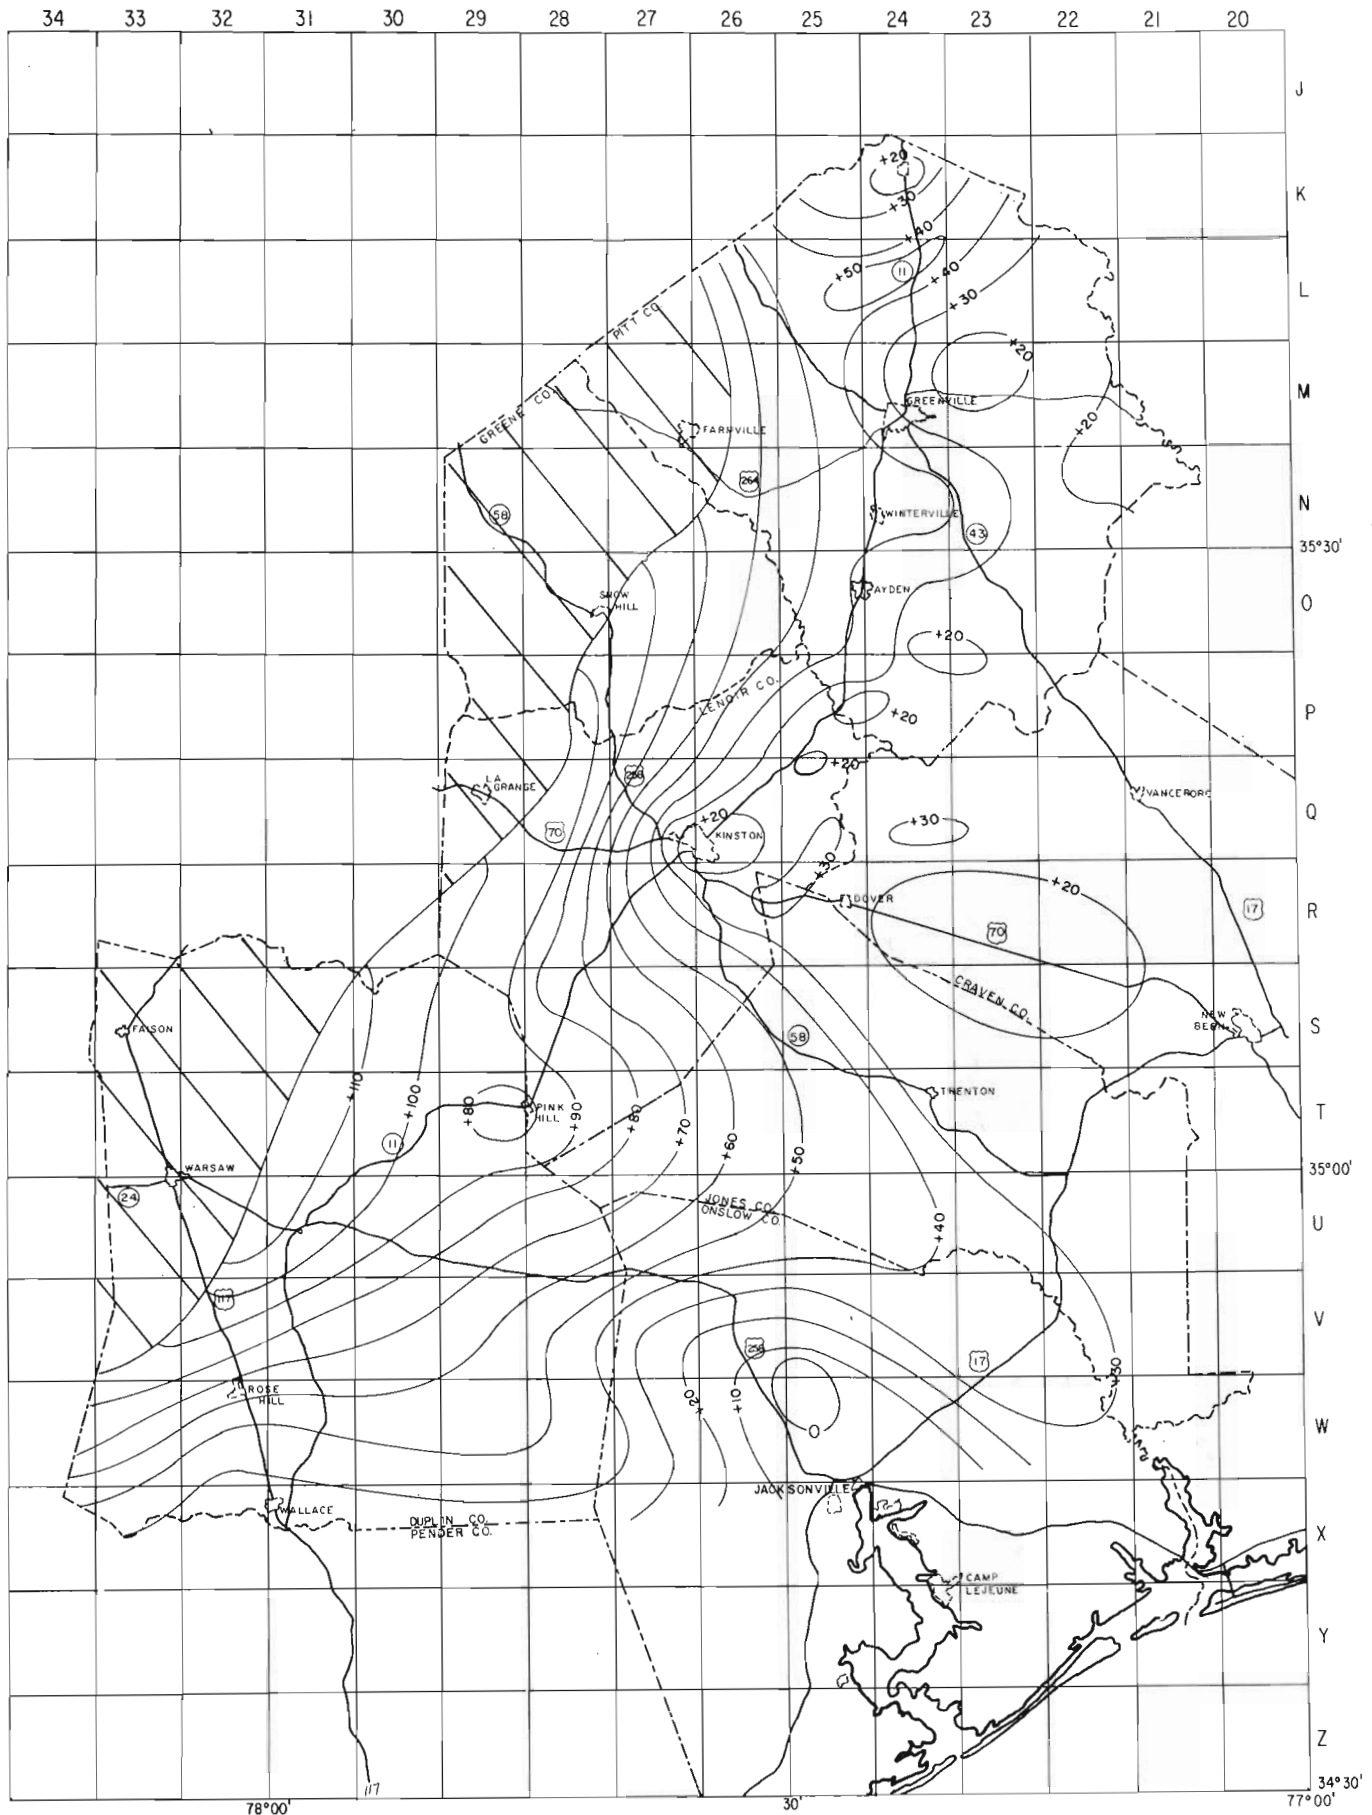 34 33 32 31 30 29 28 27 26 25 24 23 22 21 20
J
+20
K
+30
+40
+50
11
+40
L
+30
PITT CO.
+20
M
GREENE CO.
GREENVILLE
FARMVILLE
+20
264
58
WINTERVILLE
N
43
35°30'
AYDEN
SNOW
HILL
O
+20
LENOIR CO.
P
+20
+20
258
LA
GRANGE
VANCEBORO
Q
70
+20
KINSTON
+30
+30
+20
DOVER
R
17
70
CRAVEN CO.
FAISON
NEW
BERN
S
58
+110
+100
+80
PINK
HILL
+90
+80
+70
+60
+50
TRENTON
T
11
WARSAW
35°00'
24
JONES CO.
ONSLOW CO.
+40
U
117
V
258
17
+30
ROSE
HILL
+20
+10
0
W
JACKSONVILLE
WALLACE
DUPLIN CO.
PENDER CO.
X
CAMP
LEJEUNE
Y
Z
117
34°30'
78°00'
30'
77°00'